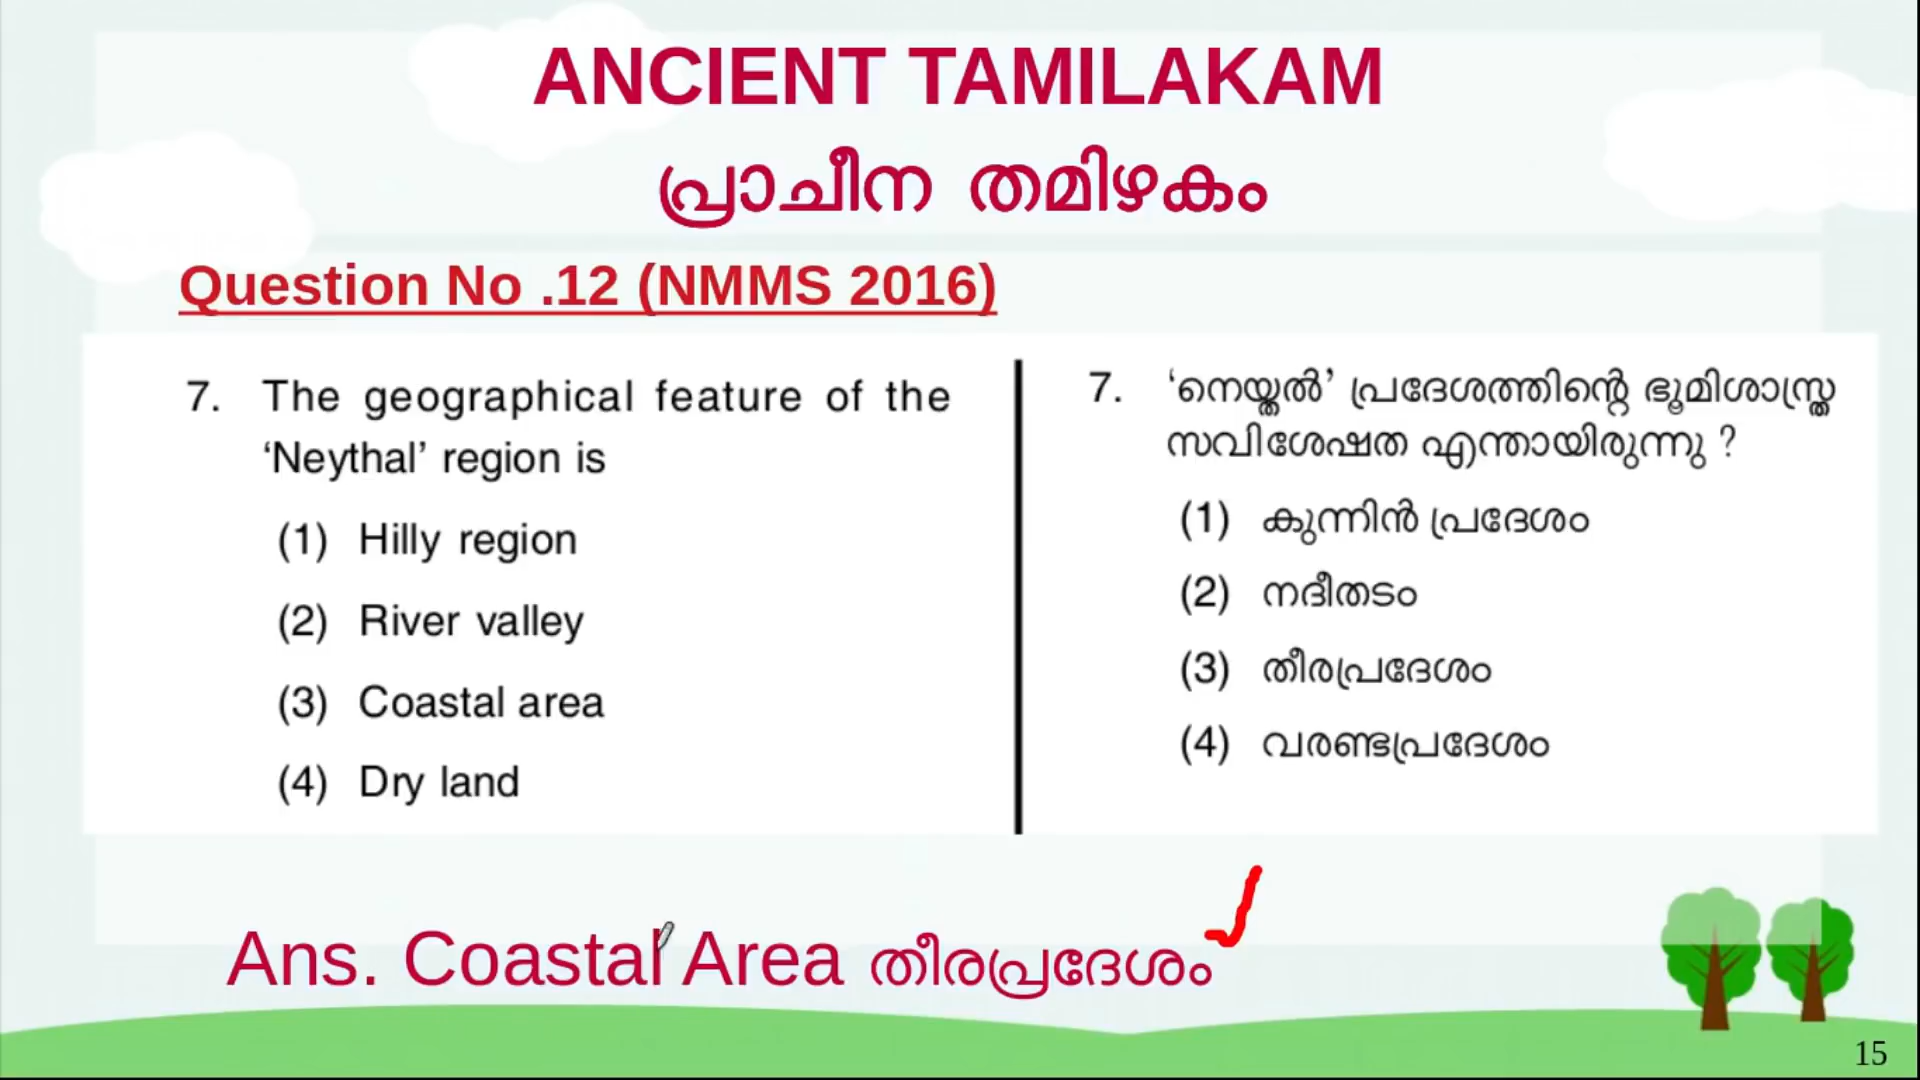 ANCIENT TAMILAKAM
പ്രാചീന തമിഴകം
Question No .12 (NMMS 2016)
7. The geographical feature of the
‘Neythal’ region is
(1) Hilly region
(2) River valley
(3) Coastal area
(4) Dry land
7. ‘നെയ്തൽ’ പ്രദേശത്തിന്റെ ഭൂമിശാസ്ത്ര
സവിശേഷത എന്തായിരുന്നു ?
(1) കുന്നിൻ പ്രദേശം
(2) നദീതടം
(3) തീരപ്രദേശം
(4) വരണ്ടപ്രദേശം
Ans. Coastal Area തീരപ്രദേശം
15